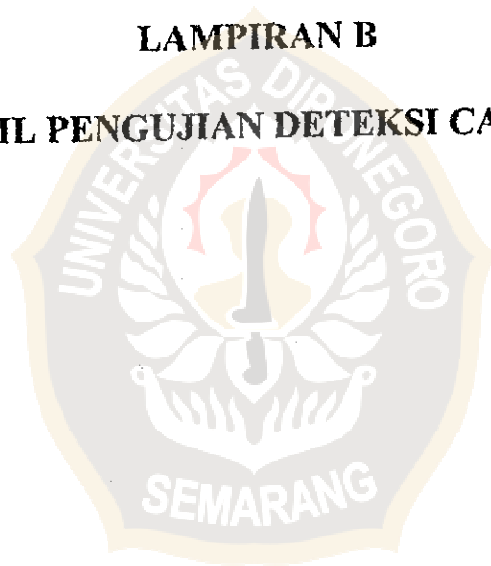 LAMPIRAN B
IL PENGUJIAN DETEKSI CA
UNIVERSITAS DIPONEGORO
SEMARANG